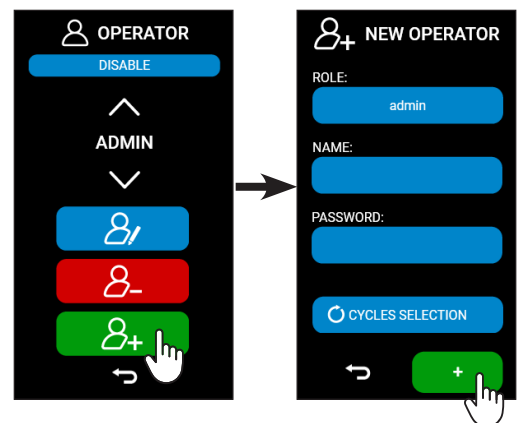 OPERATOR
DISABLE
ADMIN
NEW OPERATOR
ROLE:
admin
NAME:
PASSWORD:
CYCLES SELECTION
+